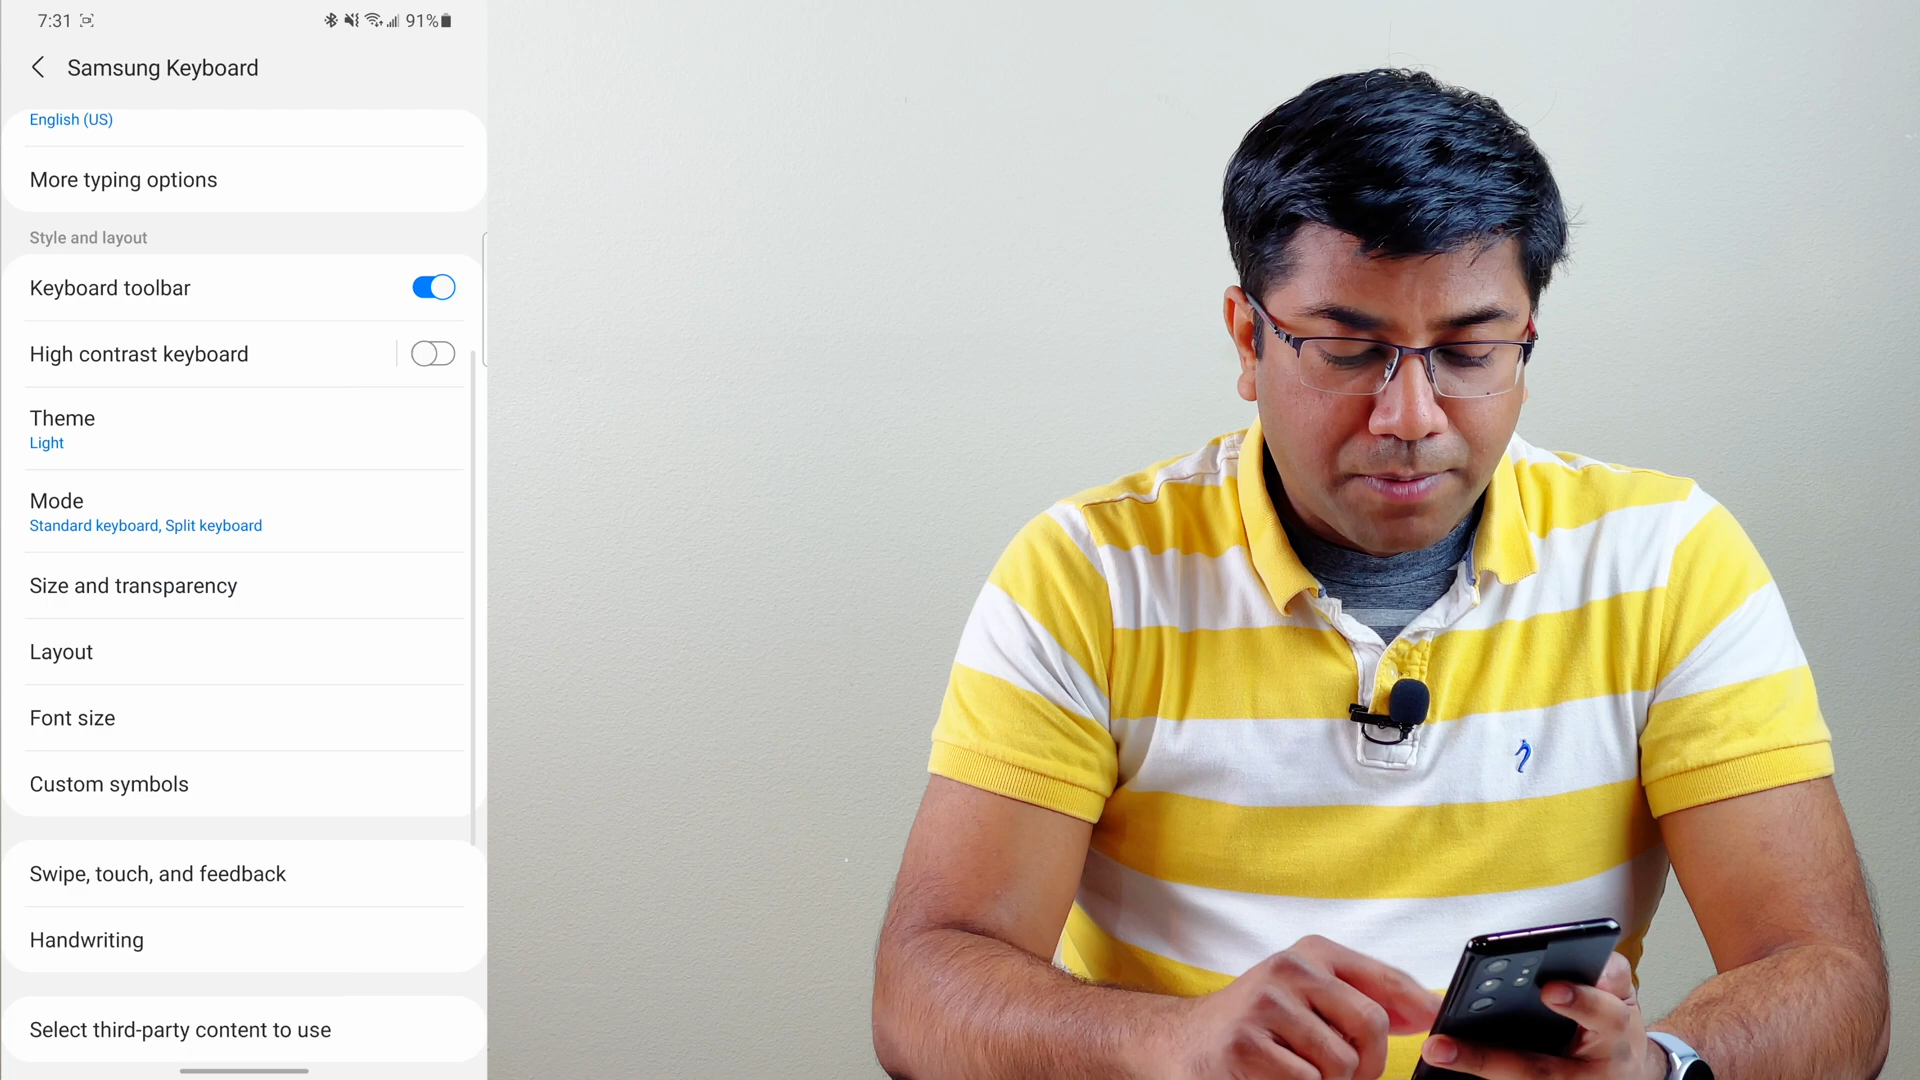 7:31
91%
Samsung Keyboard
English (US)
More typing options
Style and layout
Keyboard toolbar
High contrast keyboard
Theme
Light
Mode
Standard keyboard, Split keyboard
Size and transparency
Layout
Font size
Custom symbols
Swipe, touch, and feedback
Handwriting
Select third-party content to use